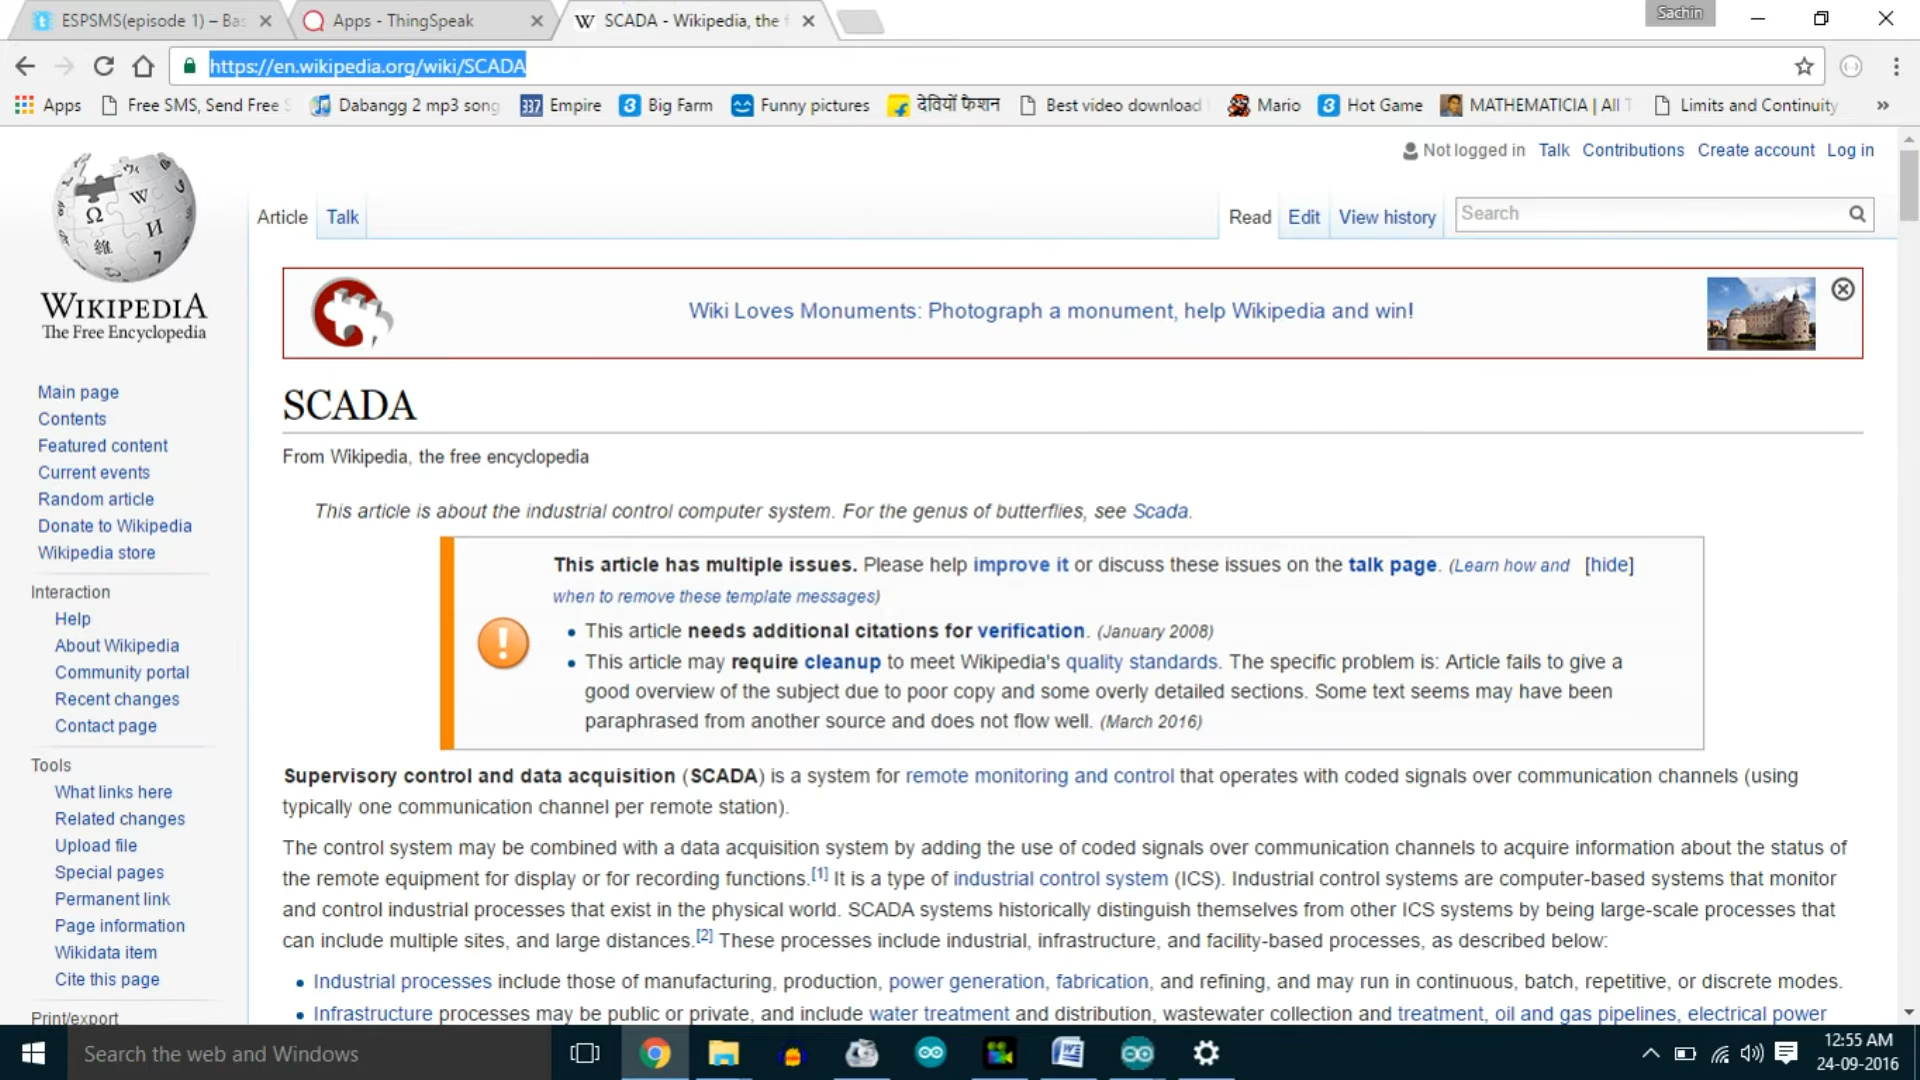 ESPSMS(episode 1) – Bas
Apps - ThingSpeak
SCADA - Wikipedia, the f
Sachin
https://en.wikipedia.org/wiki/SCADA
Apps
Free SMS, Send Free S
Dabangg 2 mp3 song
337 Empire
Big Farm
Funny pictures
देवियों फैशन
Best video download
Mario
Hot Game
MATHEMATICIA | All T
Limits and Continuity
»
Not logged in Talk Contributions Create account Log in
Article Talk
Read Edit View history Search
WIKIPEDIA
The Free Encyclopedia
Wiki Loves Monuments: Photograph a monument, help Wikipedia and win!
SCADA
From Wikipedia, the free encyclopedia
This article is about the industrial control computer system. For the genus of butterflies, see Scada.
This article has multiple issues. Please help improve it or discuss these issues on the talk page. (Learn how and [hide]
when to remove these template messages)
• This article needs additional citations for verification. (January 2008)
• This article may require cleanup to meet Wikipedia's quality standards. The specific problem is: Article fails to give a
good overview of the subject due to poor copy and some overly detailed sections. Some text seems may have been
paraphrased from another source and does not flow well. (March 2016)
Supervisory control and data acquisition (SCADA) is a system for remote monitoring and control that operates with coded signals over communication channels (using
typically one communication channel per remote station).
The control system may be combined with a data acquisition system by adding the use of coded signals over communication channels to acquire information about the status of
the remote equipment for display or for recording functions.[1] It is a type of industrial control system (ICS). Industrial control systems are computer-based systems that monitor
and control industrial processes that exist in the physical world. SCADA systems historically distinguish themselves from other ICS systems by being large-scale processes that
can include multiple sites, and large distances.[2] These processes include industrial, infrastructure, and facility-based processes, as described below:
• Industrial processes include those of manufacturing, production, power generation, fabrication, and refining, and may run in continuous, batch, repetitive, or discrete modes.
• Infrastructure processes may be public or private, and include water treatment and distribution, wastewater collection and treatment, oil and gas pipelines, electrical power
Main page
Contents
Featured content
Current events
Random article
Donate to Wikipedia
Wikipedia store
Interaction
Help
About Wikipedia
Community portal
Recent changes
Contact page
Tools
What links here
Related changes
Upload file
Special pages
Permanent link
Page information
Wikidata item
Cite this page
Print/export
Search the web and Windows
12:55 AM
24-09-2016